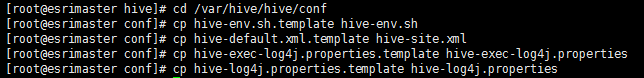 [root@esrimaster hive]# cd /var/hive/hive/conf
[root@esrimaster conf]# cp hive-env.sh.template hive-env.sh
[root@esrimaster conf]# cp hive-default.xml.template hive-site.xml
[root@esrimaster conf]# cp hive-exec-log4j.properties.template hive-exec-log4j.properties
[root@esrimaster conf]# cp hive-log4j.properties.template hive-log4j.properties